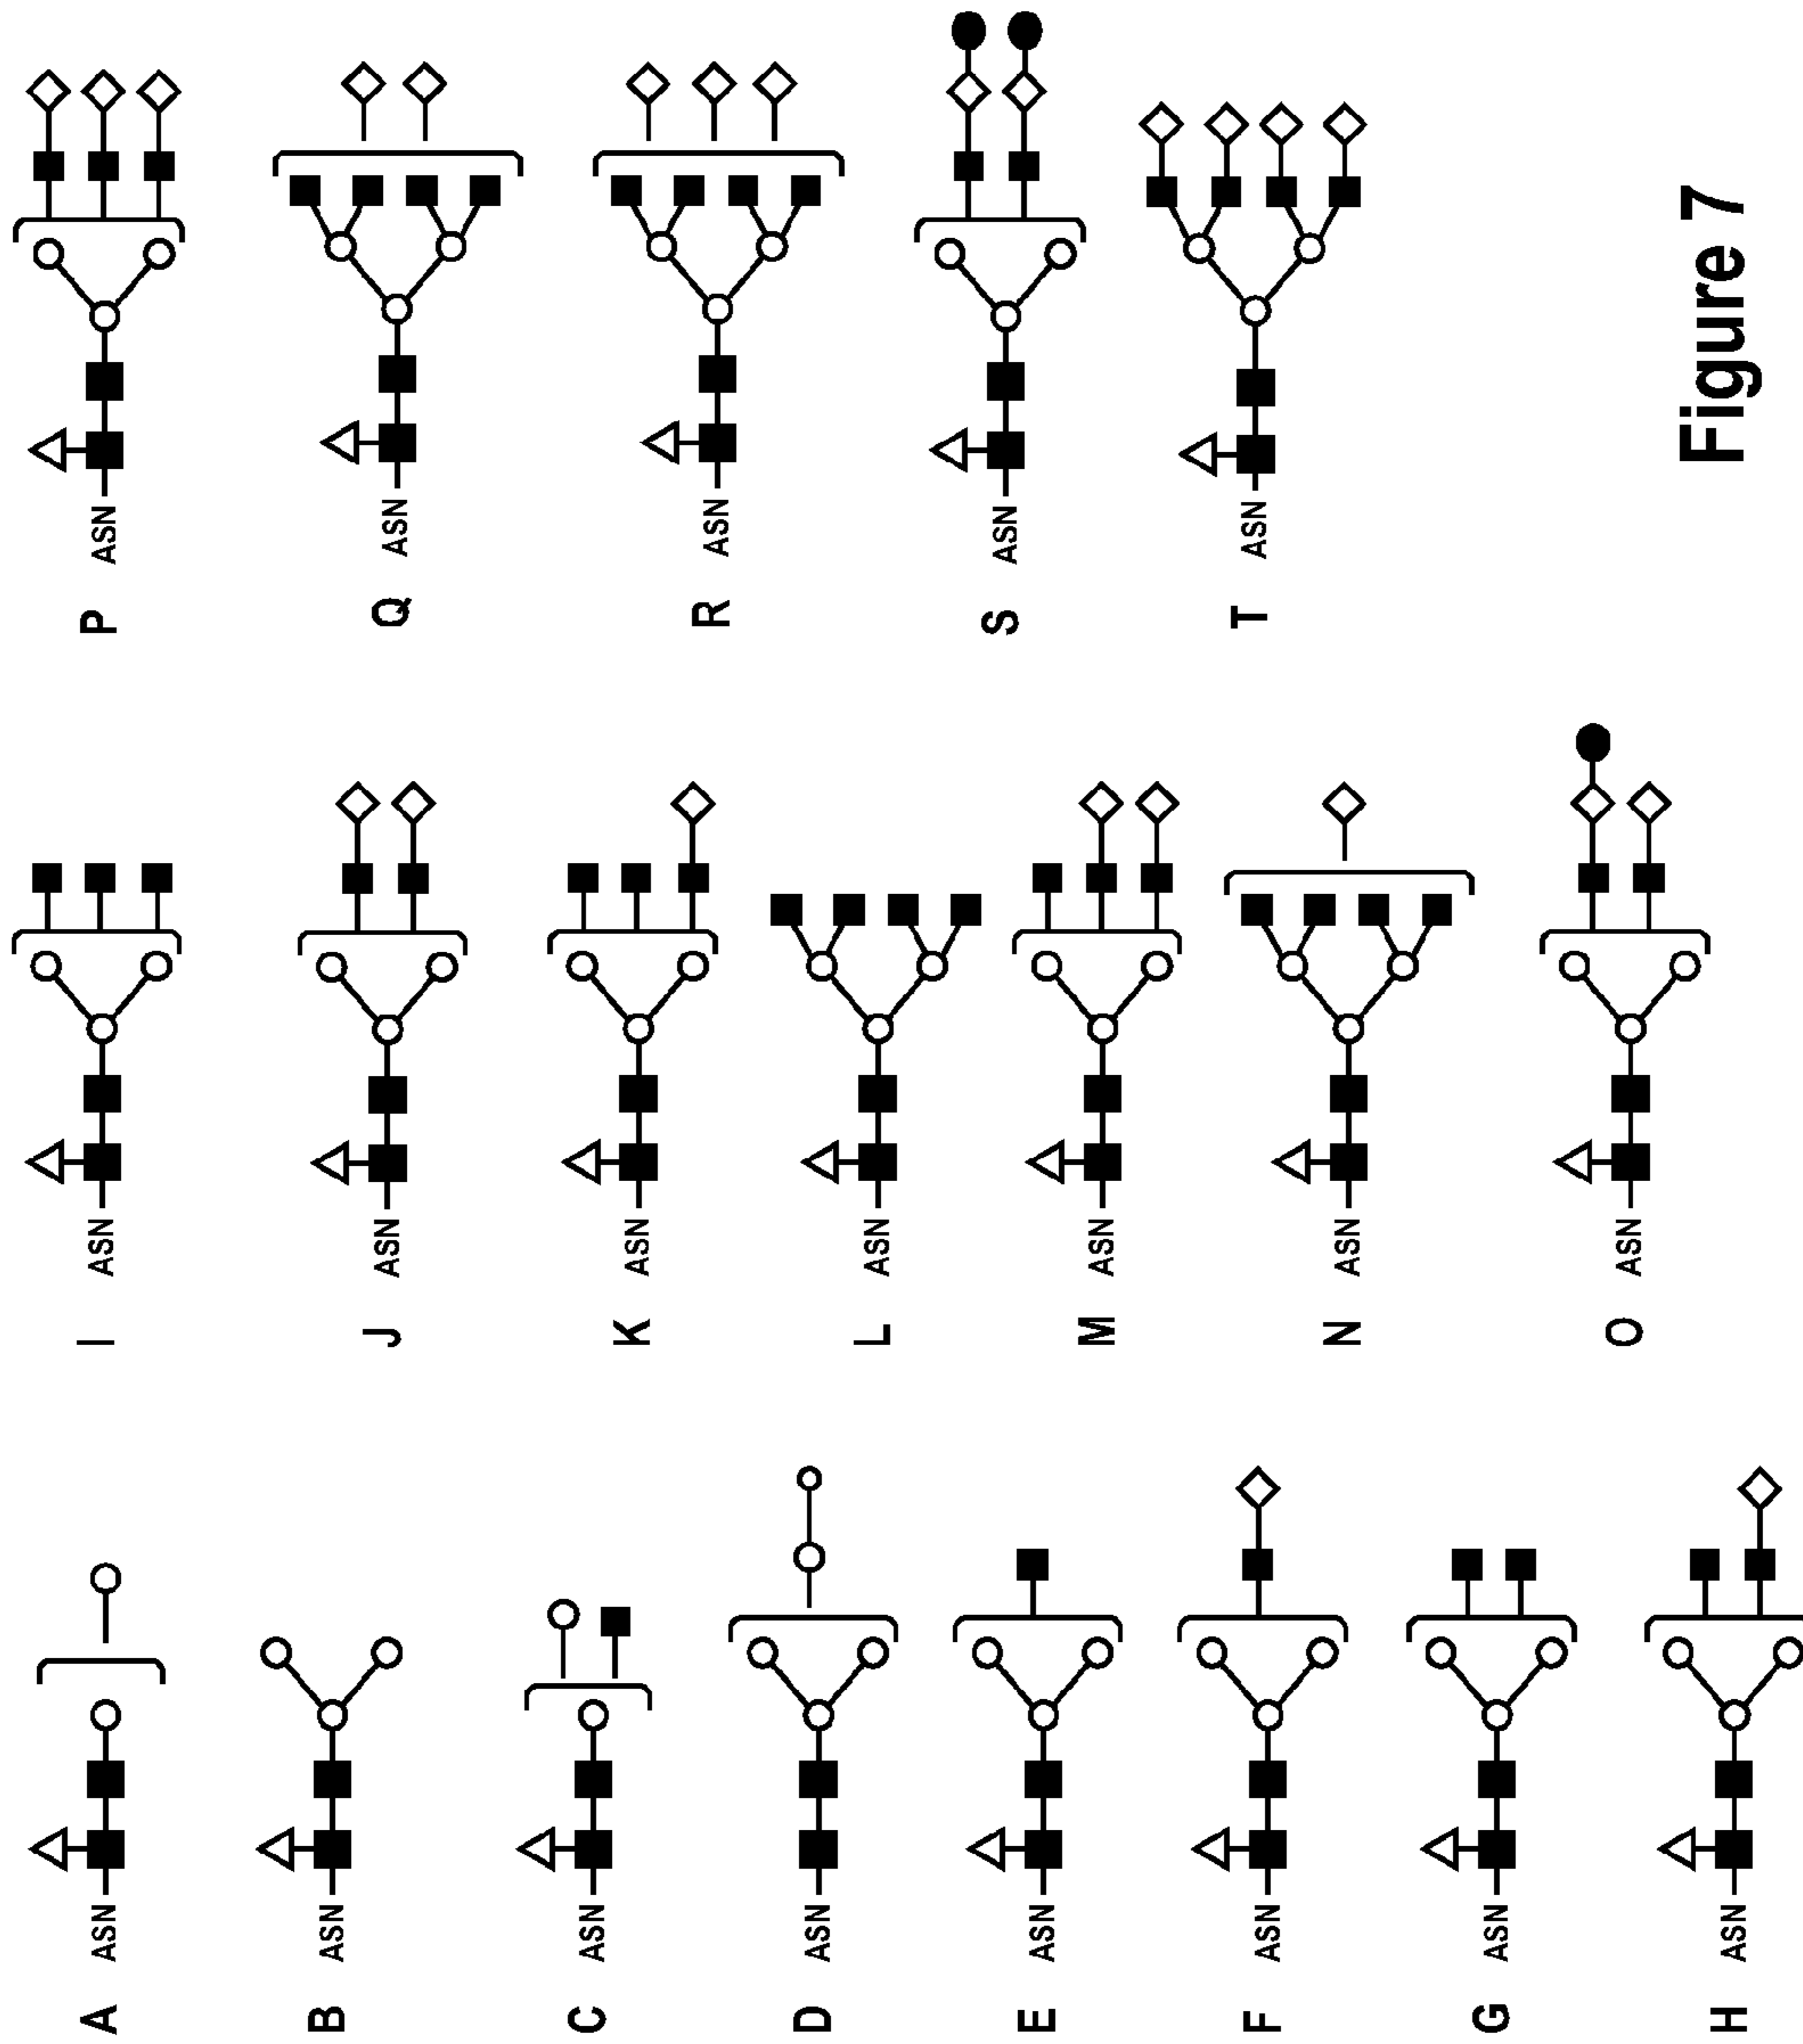 A ASN
B ASN
C ASN
D ASN
E ASN
F ASN
G ASN
H ASN
I ASN
J ASN
K ASN
L ASN
M ASN
N ASN
O ASN
P ASN
Q ASN
R ASN
S ASN
T ASN
Figure 7